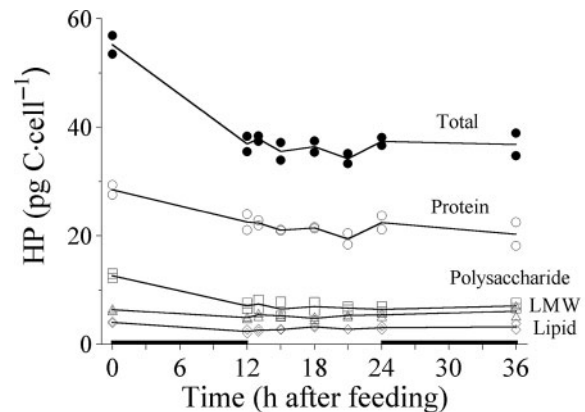 60
40
20
0
HP (pg C·cell⁻¹)
Total
Protein
Polysaccharide
LMW
Lipid
0 6 12 18 24 30 36
Time (h after feeding)